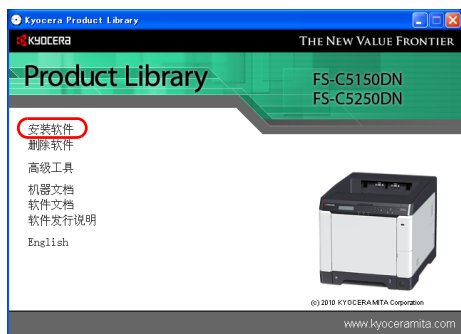 Kyocera Product Library
KYOCERA
THE NEW VALUE FRONTIER
Product Library
FS-C5150DN
FS-C5250DN
安装软件
删除软件
高级工具
机器文档
软件文档
软件发行说明
English
(c) 2010 KYOCERA MITA Corporation
www.kyoceramita.com